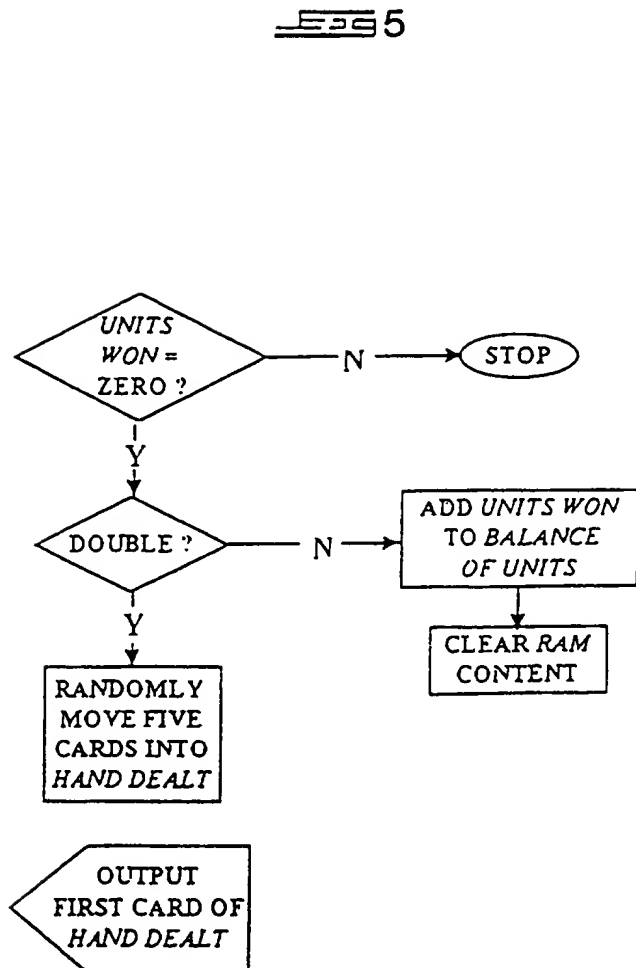 Fig 5
UNITS
WON =
ZERO ?
N
STOP
Y
DOUBLE ?
N
ADD UNITS WON
TO BALANCE
OF UNITS
Y
CLEAR RAM
CONTENT
RANDOMLY
MOVE FIVE
CARDS INTO
HAND DEALT
OUTPUT
FIRST CARD OF
HAND DEALT